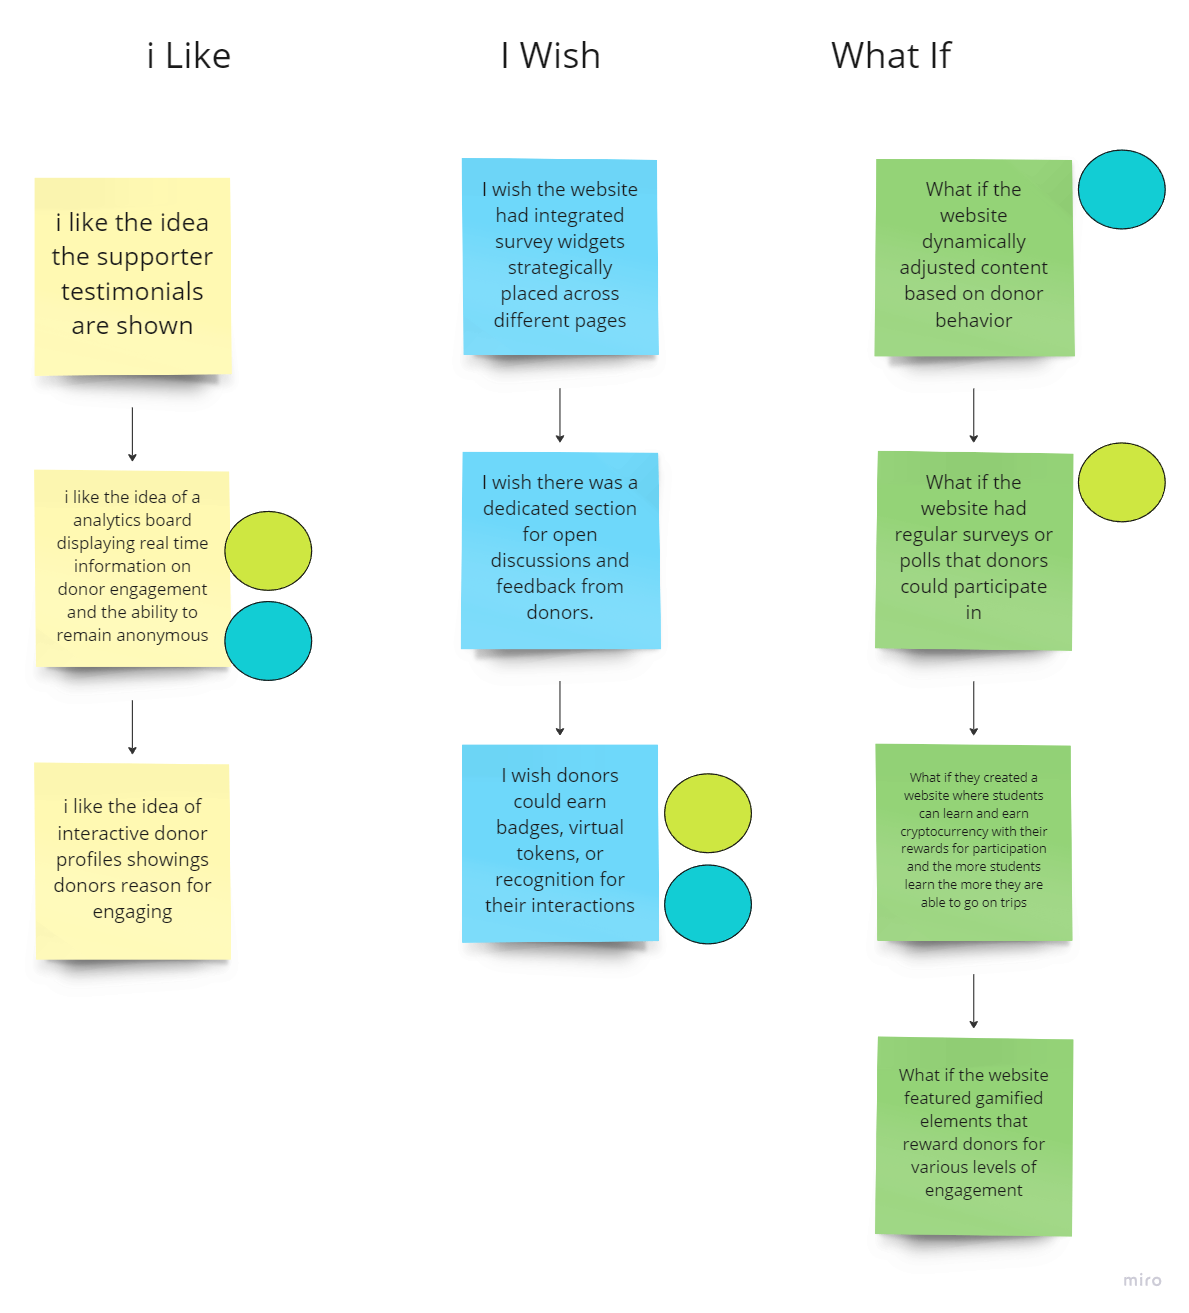 i Like
I Wish
What If
i like the idea
the supporter
testimonials
are shown
i like the idea of a
analytics board
displaying real time
information on
donor engagement
and the ability to
remain anonymous
i like the idea of
interactive donor
profiles showings
donors reason for
engaging
I wish the website
had integrated
survey widgets
strategically
placed across
different pages
I wish there was a
dedicated section
for open
discussions and
feedback from
donors.
I wish donors
could earn
badges, virtual
tokens, or
recognition for
their interactions
What if the
website
dynamically
adjusted content
based on donor
behavior
What if the
website had
regular surveys or
polls that donors
could participate
in
What if they created a
website where students
can learn and earn
cryptocurrency with their
rewards for participation
and the more students
learn the more they are
able to go on trips
What if the website
featured gamified
elements that
reward donors for
various levels of
engagement
miro